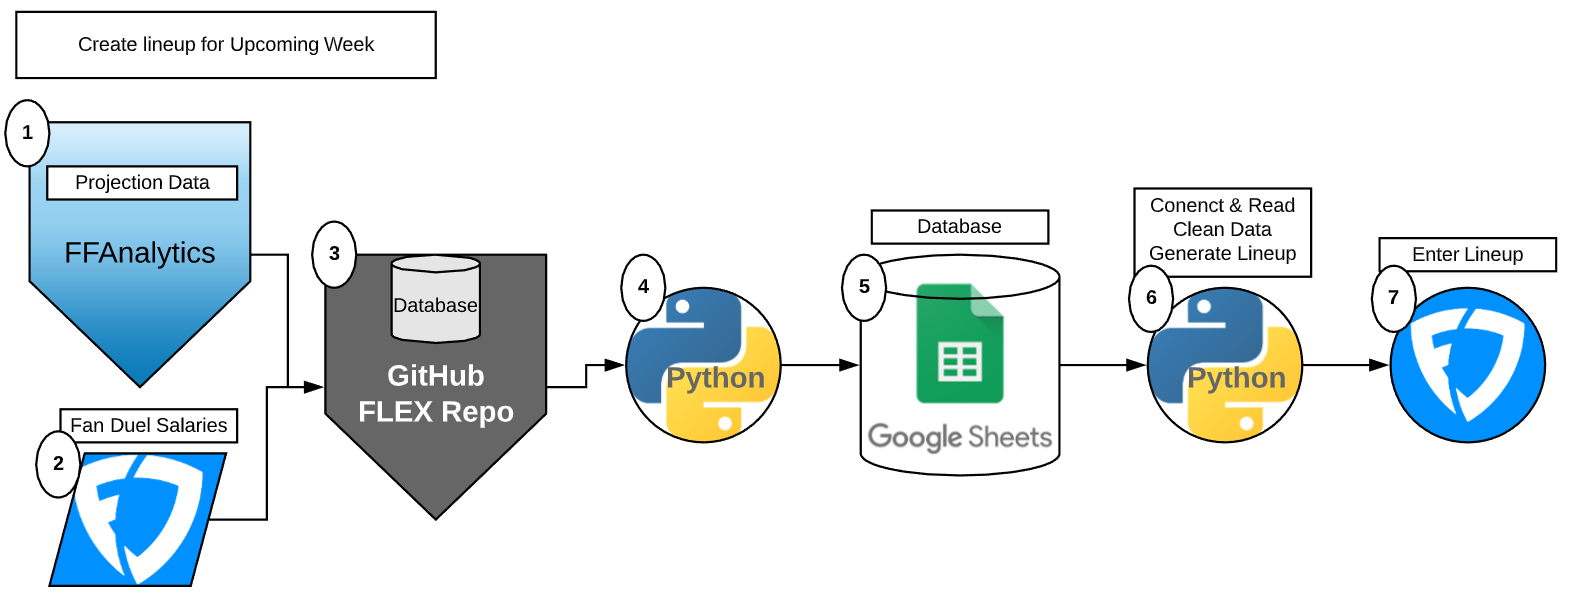 Create lineup for Upcoming Week
1
Projection Data
FFAnalytics
Fan Duel Salaries
2
3
Database
GitHub
FLEX Repo
4
Python
Database
5
Google Sheets
Conenct & Read
Clean Data
Generate Lineup
6
Python
Enter Lineup
7